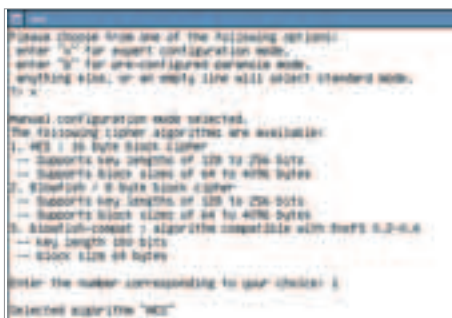 Please choose from one of the following options:
enter "x" for expert configuration mode,
enter "p" for pre-configured paranoia mode,
anything else, or an empty line will select standard mode.
?> x
Manual configuration mode selected.
The following cipher algorithms are available:
1. AES : 16 byte block cipher
-- Supports key lengths of 128 to 256 bits
-- Supports block sizes of 64 to 4096 bytes
2. Blowfish : 8 byte block cipher
-- Supports key lengths of 128 to 256 bits
-- Supports block sizes of 64 to 4096 bytes
3. Blowfish-compat : algorithm compatible with EncFS 0.2-0.6
-- key length 160 bits
-- block size 64 bytes
Enter the number corresponding to your choice: 1
Selected algorithm "AES"